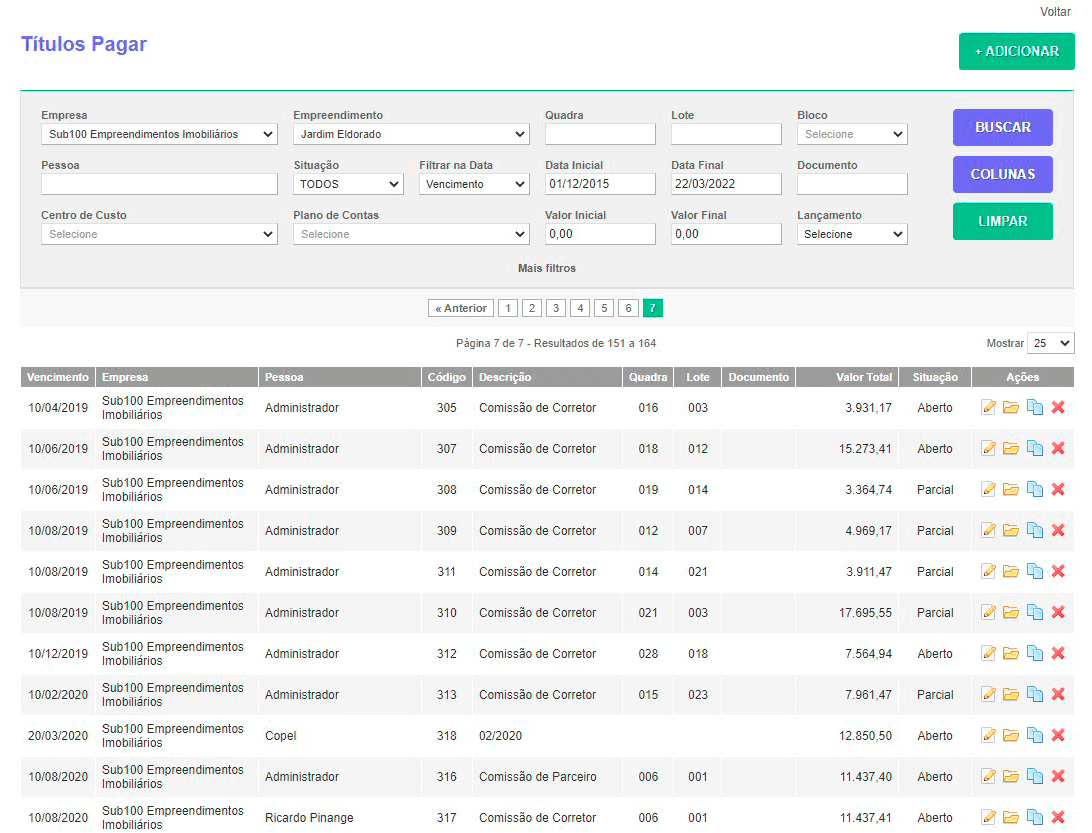 Voltar
Títulos Pagar
+ ADICIONAR
Empresa Empreendimento Quadra Lote Bloco
Sub100 Empreendimentos Imobiliários Jardim Eldorado Selecione
BUSCAR
Pessoa Situação Filtrar na Data Data Inicial Data Final Documento
TODOS Vencimento 01/12/2015 22/03/2022
COLUNAS
Centro de Custo Plano de Contas Valor Inicial Valor Final Lançamento
Selecione Selecione 0,00 0,00 Selecione
LIMPAR
Mais filtros
« Anterior 1 2 3 4 5 6 7
Página 7 de 7 - Resultados de 151 a 164
Mostrar 25
Vencimento Empresa Pessoa Código Descrição Quadra Lote Documento Valor Total Situação Ações
10/04/2019 Sub100 Empreendimentos Imobiliários Administrador 305 Comissão de Corretor 016 003 3.931,17 Aberto
10/06/2019 Sub100 Empreendimentos Imobiliários Administrador 307 Comissão de Corretor 018 012 15.273,41 Aberto
10/06/2019 Sub100 Empreendimentos Imobiliários Administrador 308 Comissão de Corretor 019 014 3.364,74 Parcial
10/08/2019 Sub100 Empreendimentos Imobiliários Administrador 309 Comissão de Corretor 012 007 4.969,17 Parcial
10/08/2019 Sub100 Empreendimentos Imobiliários Administrador 311 Comissão de Corretor 014 021 3.911,47 Parcial
10/08/2019 Sub100 Empreendimentos Imobiliários Administrador 310 Comissão de Corretor 021 003 17.695,55 Parcial
10/12/2019 Sub100 Empreendimentos Imobiliários Administrador 312 Comissão de Corretor 028 018 7.564,94 Aberto
10/02/2020 Sub100 Empreendimentos Imobiliários Administrador 313 Comissão de Corretor 015 023 7.961,47 Parcial
20/03/2020 Sub100 Empreendimentos Imobiliários Copel 318 02/2020 12.850,50 Aberto
10/08/2020 Sub100 Empreendimentos Imobiliários Administrador 316 Comissão de Parceiro 006 001 11.437,40 Aberto
10/08/2020 Sub100 Empreendimentos Imobiliários Ricardo Pinange 317 Comissão de Corretor 006 001 11.437,41 Aberto